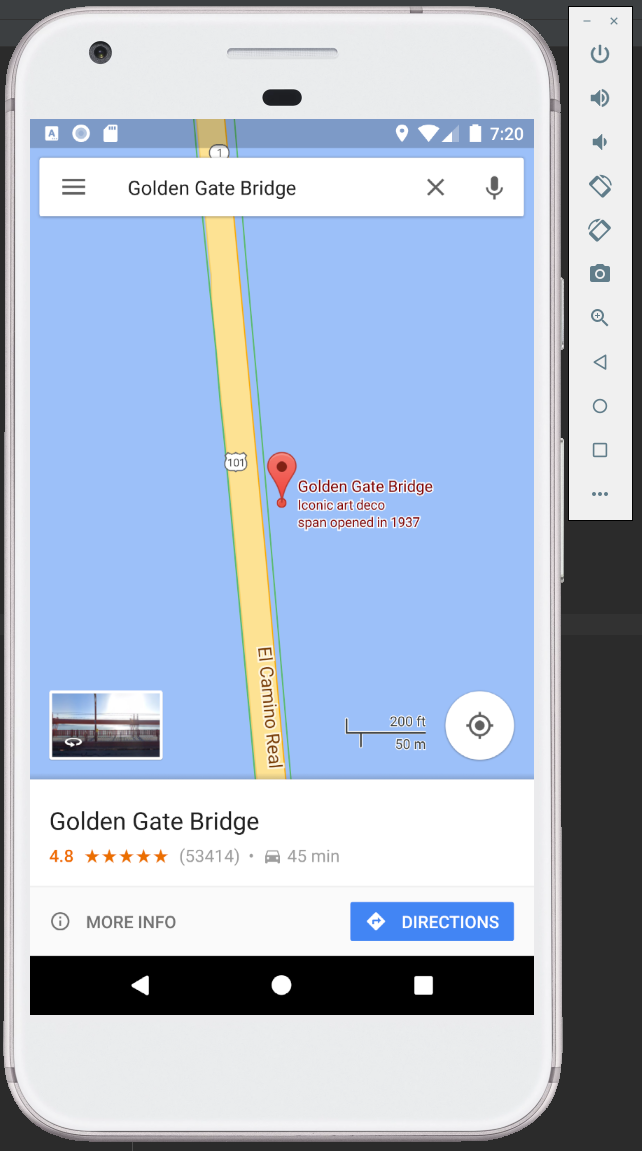 A
7:20
1
Golden Gate Bridge
101
Golden Gate Bridge
Iconic art deco
span opened in 1937
El Camino Real
200 ft
50 m
Golden Gate Bridge
4.8 ★★★★★ (53414) • 45 min
MORE INFO
DIRECTIONS